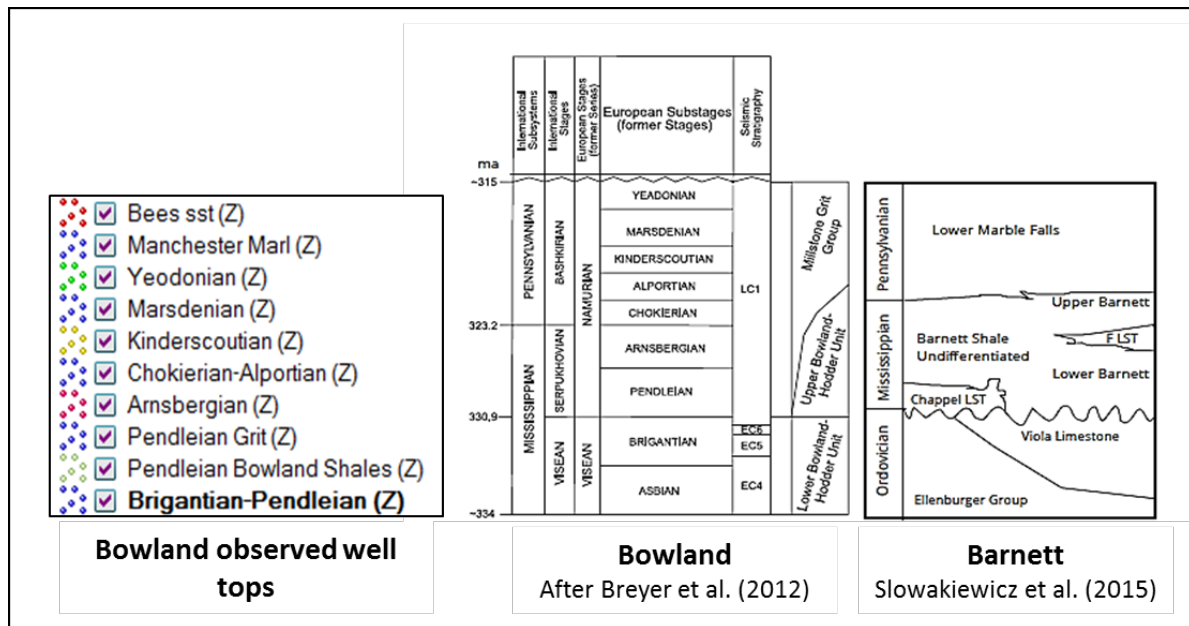 Bees sst (Z)
Manchester Marl (Z)
Yeodonian (Z)
Marsdenian (Z)
Kinderscoutian (Z)
Chokierian-Alportian (Z)
Arnsbergian (Z)
Pendleian Grit (Z)
Pendleian Bowland Shales (Z)
Brigantian-Pendleian (Z)
Bowland observed well
tops
International
Subsystems
International
Stages
European Stages
(former Series)
European Substages
(former Stages)
Seismic
Stratigraphy
ma
~315
323.2
330,9
~334
PENNSYLVANIAN
MISSISSIPPIAN
BASHKIRIAN
SERPUKHOVIAN
VISEAN
NAMURIAN
VISEAN
YEADONIAN
MARSDENIAN
KINDERSCOUTIAN
ALPORTIAN
CHOKIERIAN
ARNSBERGIAN
PENDLEIAN
BRIGANTIAN
ASBIAN
LC1
EC6
EC5
EC4
Millstone Grit
Group
Upper Bowland-
Hodder Unit
Lower Bowland-
Hodder Unit
Bowland
After Breyer et al. (2012)
Pennsylvanian
Mississippian
Ordovician
Lower Marble Falls
Upper Barnett
Barnett Shale
Undifferentiated
F LST
Lower Barnett
Chappel LST
Viola Limestone
Ellenburger Group
Barnett
Slowakiewicz et al. (2015)